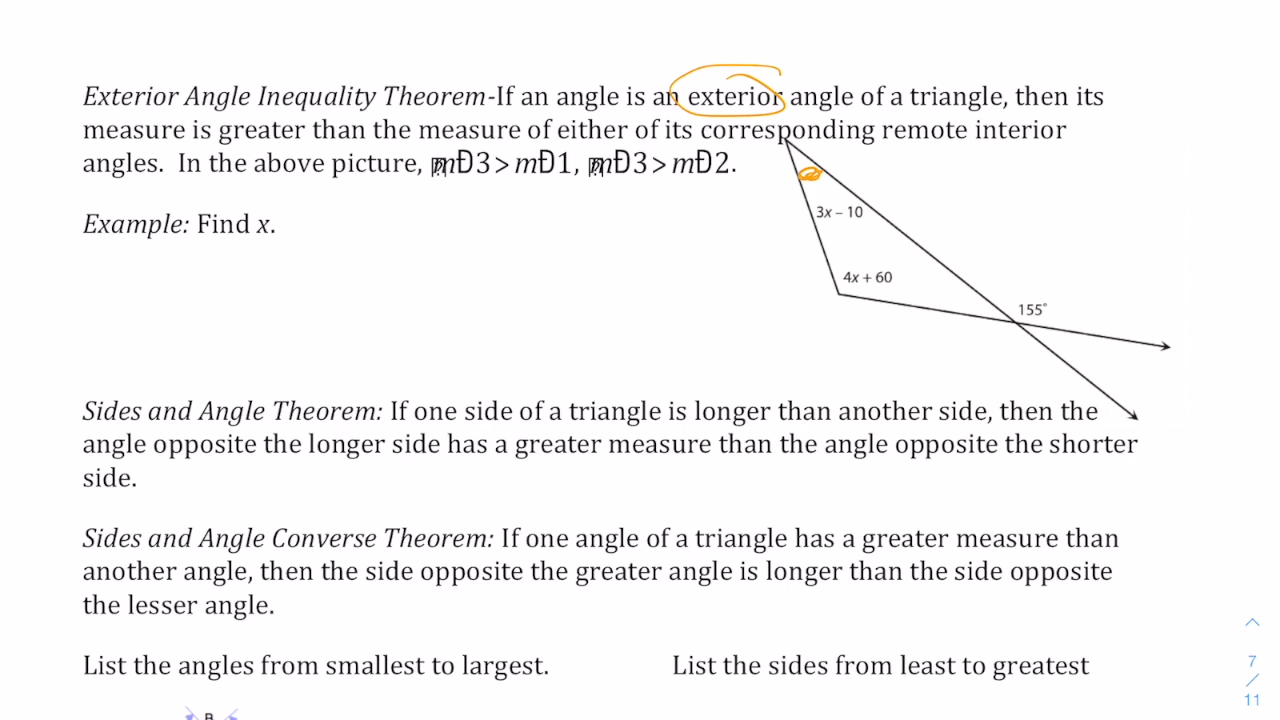 Exterior Angle Inequality Theorem-If an angle is an exterior angle of a triangle, then its
measure is greater than the measure of either of its corresponding remote interior
angles. In the above picture, mÐ3 > mÐ1, mÐ3 > mÐ2.
Example: Find x.
3x – 10
4x + 60
155°
Sides and Angle Theorem: If one side of a triangle is longer than another side, then the
angle opposite the longer side has a greater measure than the angle opposite the shorter
side.
Sides and Angle Converse Theorem: If one angle of a triangle has a greater measure than
another angle, then the side opposite the greater angle is longer than the side opposite
the lesser angle.
List the angles from smallest to largest.
List the sides from least to greatest
7
/
11
B